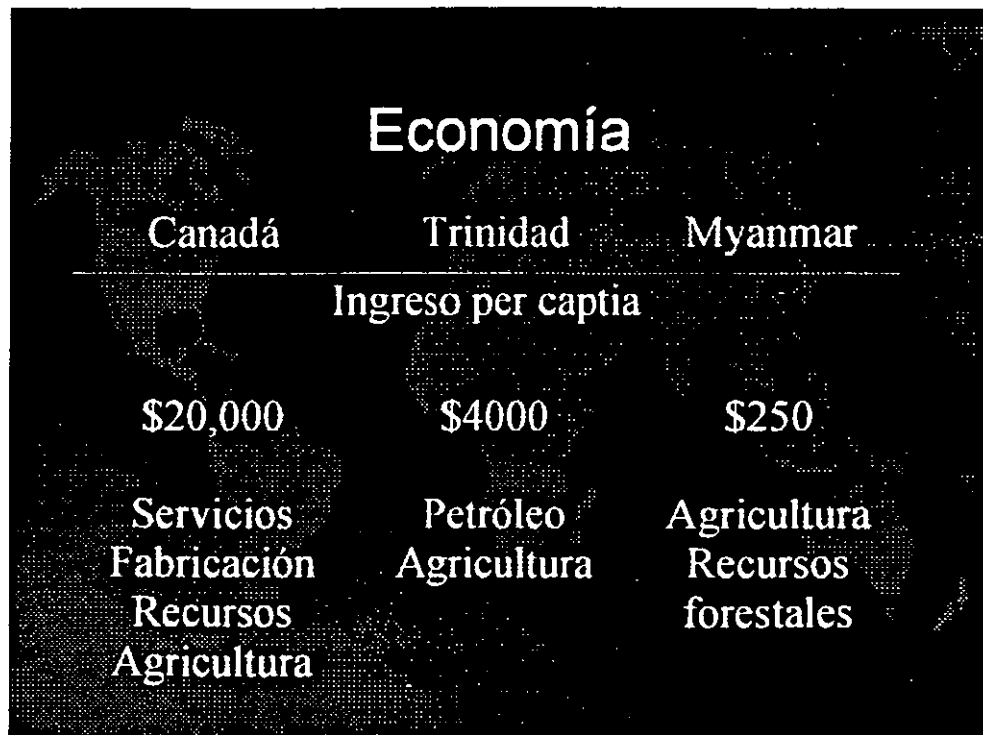 Economía
Canadá Trinidad Myanmar
Ingreso per captia
$20,000 $4000 $250
Servicios Petróleo Agricultura
Fabricación Agricultura Recursos
Recursos forestales
Agricultura